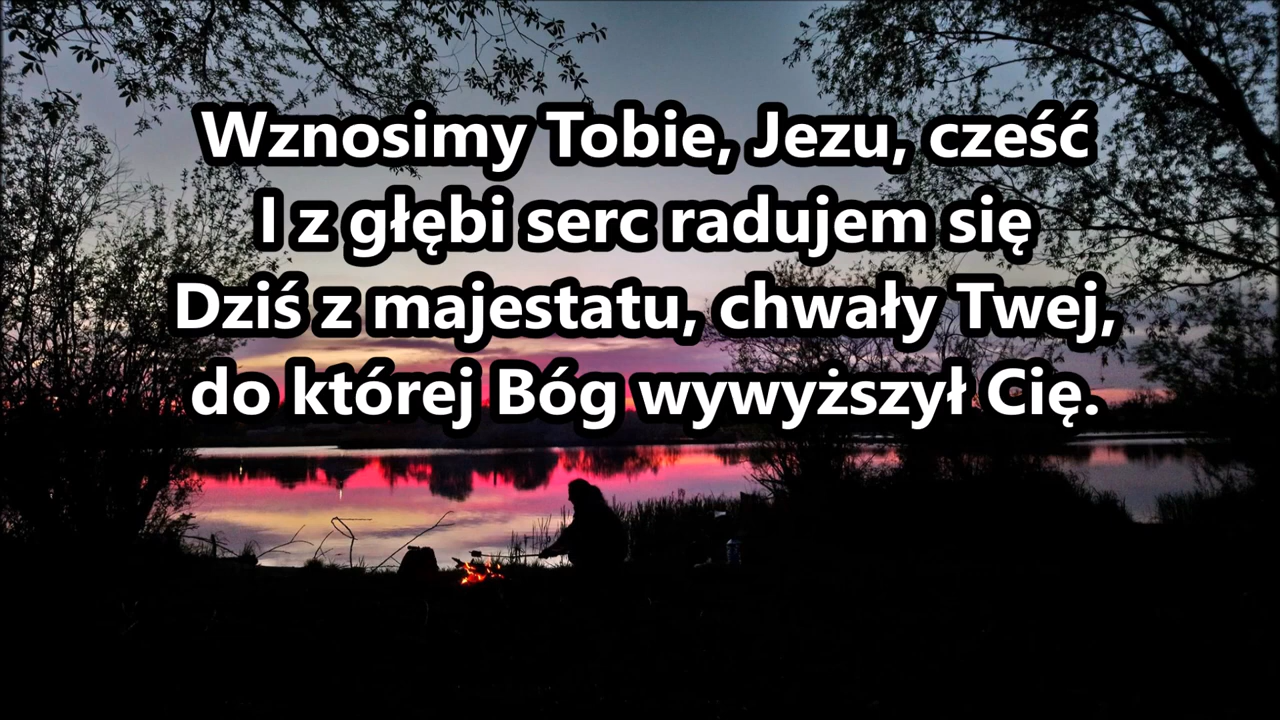 Wznosimy Tobie, Jezu, cześć
I z głębi serc radujem się
Dziś z majestatu, chwały Twej,
do której Bóg wywyższył Cię.